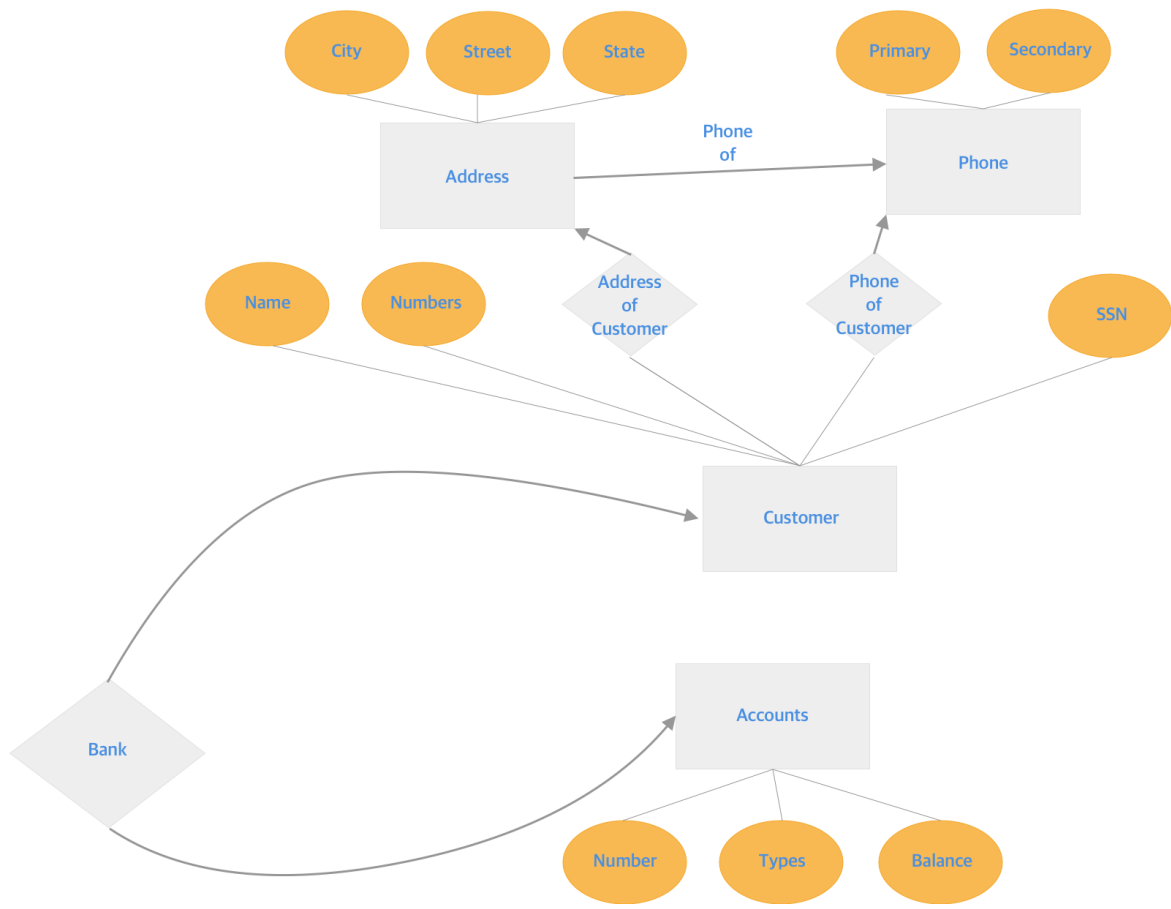 City
Street
State
Primary
Secondary
Phone
of
Address
Phone
Name
Numbers
Address
of
Customer
Phone
of
Customer
SSN
Customer
Accounts
Bank
Number
Types
Balance